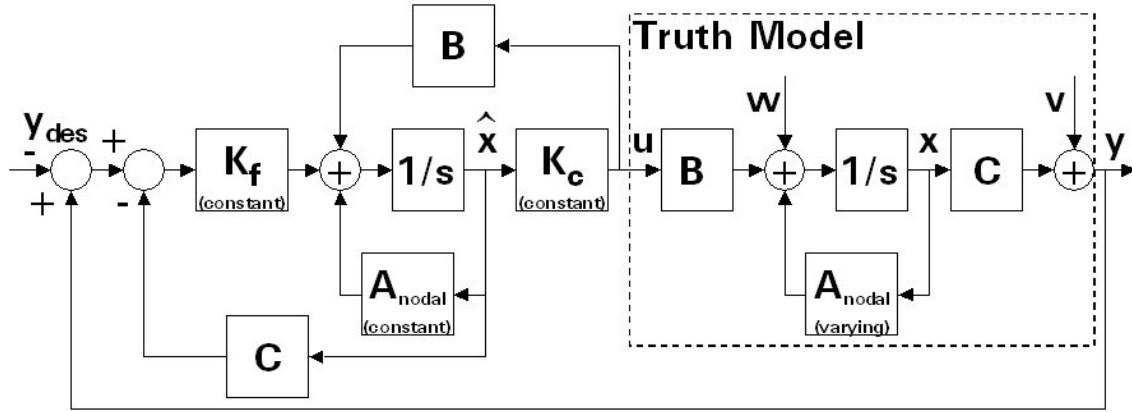 Truth Model
B
w
v
y_des
x̂
u
x
y
-
+
+
-
K_f
(constant)
+
1/s
K_c
(constant)
B
+
1/s
C
+
A_nodal
(constant)
A_nodal
(varying)
C